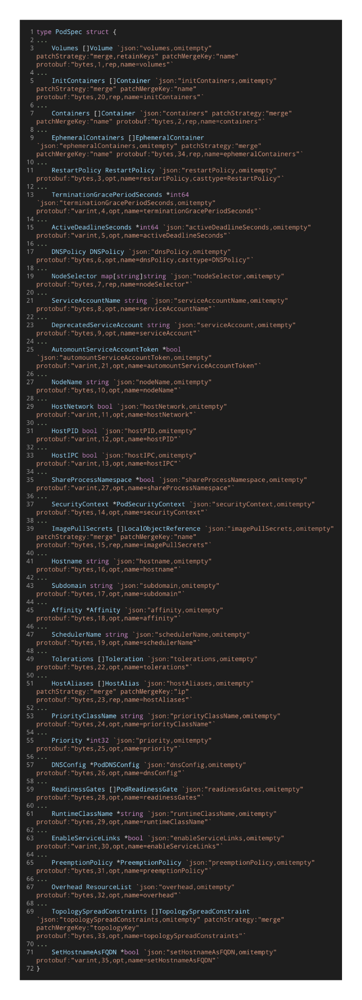 1 type PodSpec struct {
2 ...
3     Volumes []Volume `json:"volumes,omitempty"
patchStrategy:"merge,retainKeys" patchMergeKey:"name"
protobuf:"bytes,1,rep,name=volumes"`
4 ...
5     InitContainers []Container `json:"initContainers,omitempty"
patchStrategy:"merge" patchMergeKey:"name"
protobuf:"bytes,20,rep,name=initContainers"`
6 ...
7     Containers []Container `json:"containers" patchStrategy:"merge"
patchMergeKey:"name" protobuf:"bytes,2,rep,name=containers"`
8 ...
9     EphemeralContainers []EphemeralContainer
`json:"ephemeralContainers,omitempty" patchStrategy:"merge"
patchMergeKey:"name" protobuf:"bytes,34,rep,name=ephemeralContainers"`
10 ...
11     RestartPolicy RestartPolicy `json:"restartPolicy,omitempty"
protobuf:"bytes,3,opt,name=restartPolicy,casttype=RestartPolicy"`
12 ...
13     TerminationGracePeriodSeconds *int64
`json:"terminationGracePeriodSeconds,omitempty"
protobuf:"varint,4,opt,name=terminationGracePeriodSeconds"`
14 ...
15     ActiveDeadlineSeconds *int64 `json:"activeDeadlineSeconds,omitempty"
protobuf:"varint,5,opt,name=activeDeadlineSeconds"`
16 ...
17     DNSPolicy DNSPolicy `json:"dnsPolicy,omitempty"
protobuf:"bytes,6,opt,name=dnsPolicy,casttype=DNSPolicy"`
18 ...
19     NodeSelector map[string]string `json:"nodeSelector,omitempty"
protobuf:"bytes,7,rep,name=nodeSelector"`
20 ...
21     ServiceAccountName string `json:"serviceAccountName,omitempty"
protobuf:"bytes,8,opt,name=serviceAccountName"`
22 ...
23     DeprecatedServiceAccount string `json:"serviceAccount,omitempty"
protobuf:"bytes,9,opt,name=serviceAccount"`
24 ...
25     AutomountServiceAccountToken *bool
`json:"automountServiceAccountToken,omitempty"
protobuf:"varint,21,opt,name=automountServiceAccountToken"`
26 ...
27     NodeName string `json:"nodeName,omitempty"
protobuf:"bytes,10,opt,name=nodeName"`
28 ...
29     HostNetwork bool `json:"hostNetwork,omitempty"
protobuf:"varint,11,opt,name=hostNetwork"`
30 ...
31     HostPID bool `json:"hostPID,omitempty"
protobuf:"varint,12,opt,name=hostPID"`
32 ...
33     HostIPC bool `json:"hostIPC,omitempty"
protobuf:"varint,13,opt,name=hostIPC"`
34 ...
35     ShareProcessNamespace *bool `json:"shareProcessNamespace,omitempty"
protobuf:"varint,27,opt,name=shareProcessNamespace"`
36 ...
37     SecurityContext *PodSecurityContext `json:"securityContext,omitempty"
protobuf:"bytes,14,opt,name=securityContext"`
38 ...
39     ImagePullSecrets []LocalObjectReference `json:"imagePullSecrets,omitempty"
patchStrategy:"merge" patchMergeKey:"name"
protobuf:"bytes,15,rep,name=imagePullSecrets"`
40 ...
41     Hostname string `json:"hostname,omitempty"
protobuf:"bytes,16,opt,name=hostname"`
42 ...
43     Subdomain string `json:"subdomain,omitempty"
protobuf:"bytes,17,opt,name=subdomain"`
44 ...
45     Affinity *Affinity `json:"affinity,omitempty"
protobuf:"bytes,18,opt,name=affinity"`
46 ...
47     SchedulerName string `json:"schedulerName,omitempty"
protobuf:"bytes,19,opt,name=schedulerName"`
48 ...
49     Tolerations []Toleration `json:"tolerations,omitempty"
protobuf:"bytes,22,opt,name=tolerations"`
50 ...
51     HostAliases []HostAlias `json:"hostAliases,omitempty"
patchStrategy:"merge" patchMergeKey:"ip"
protobuf:"bytes,23,rep,name=hostAliases"`
52 ...
53     PriorityClassName string `json:"priorityClassName,omitempty"
protobuf:"bytes,24,opt,name=priorityClassName"`
54 ...
55     Priority *int32 `json:"priority,omitempty"
protobuf:"bytes,25,opt,name=priority"`
56 ...
57     DNSConfig *PodDNSConfig `json:"dnsConfig,omitempty"
protobuf:"bytes,26,opt,name=dnsConfig"`
58 ...
59     ReadinessGates []PodReadinessGate `json:"readinessGates,omitempty"
protobuf:"bytes,28,opt,name=readinessGates"`
60 ...
61     RuntimeClassName *string `json:"runtimeClassName,omitempty"
protobuf:"bytes,29,opt,name=runtimeClassName"`
62 ...
63     EnableServiceLinks *bool `json:"enableServiceLinks,omitempty"
protobuf:"varint,30,opt,name=enableServiceLinks"`
64 ...
65     PreemptionPolicy *PreemptionPolicy `json:"preemptionPolicy,omitempty"
protobuf:"bytes,31,opt,name=preemptionPolicy"`
66 ...
67     Overhead ResourceList `json:"overhead,omitempty"
protobuf:"bytes,32,opt,name=overhead"`
68 ...
69     TopologySpreadConstraints []TopologySpreadConstraint
`json:"topologySpreadConstraints,omitempty" patchStrategy:"merge"
patchMergeKey:"topologyKey"
protobuf:"bytes,33,opt,name=topologySpreadConstraints"`
70 ...
71     SetHostnameAsFQDN *bool `json:"setHostnameAsFQDN,omitempty"
protobuf:"varint,35,opt,name=setHostnameAsFQDN"`
72 }